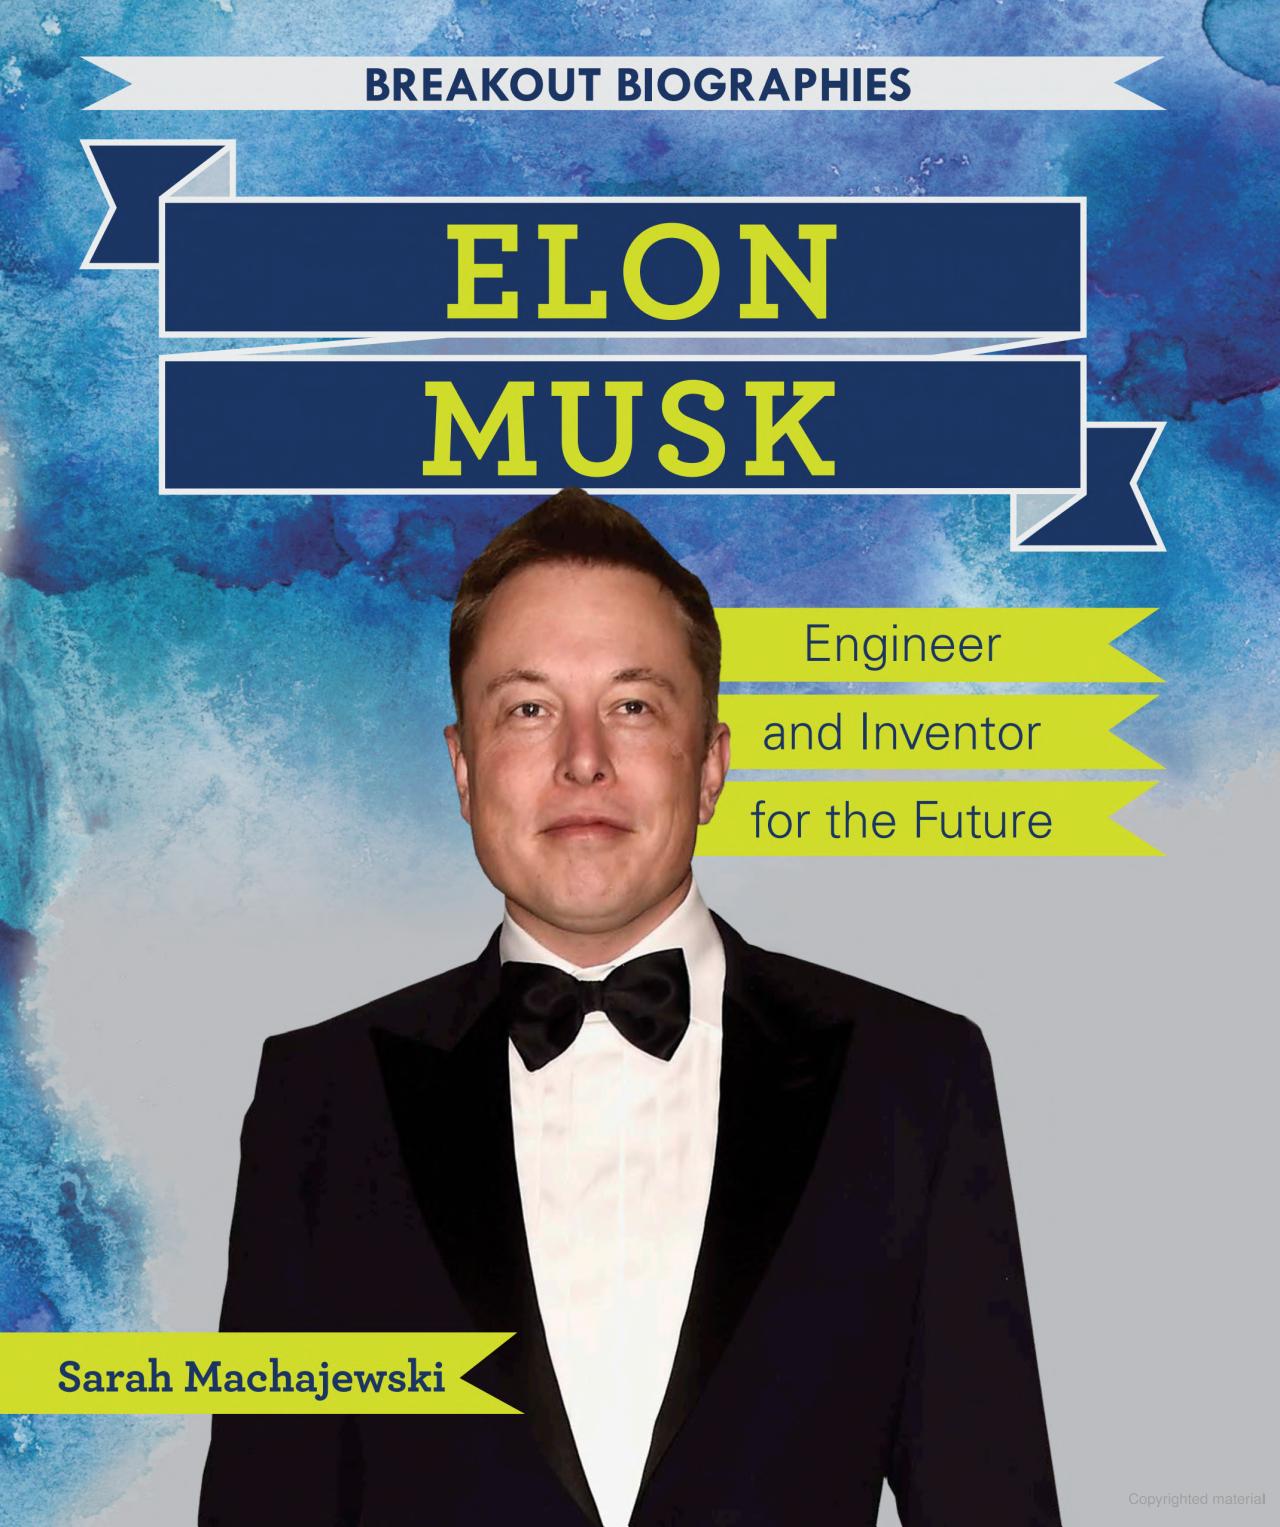 BREAKOUT BIOGRAPHIES
ELON
MUSK
Engineer
and Inventor
for the Future
Sarah Machajewski
Copyrighted material